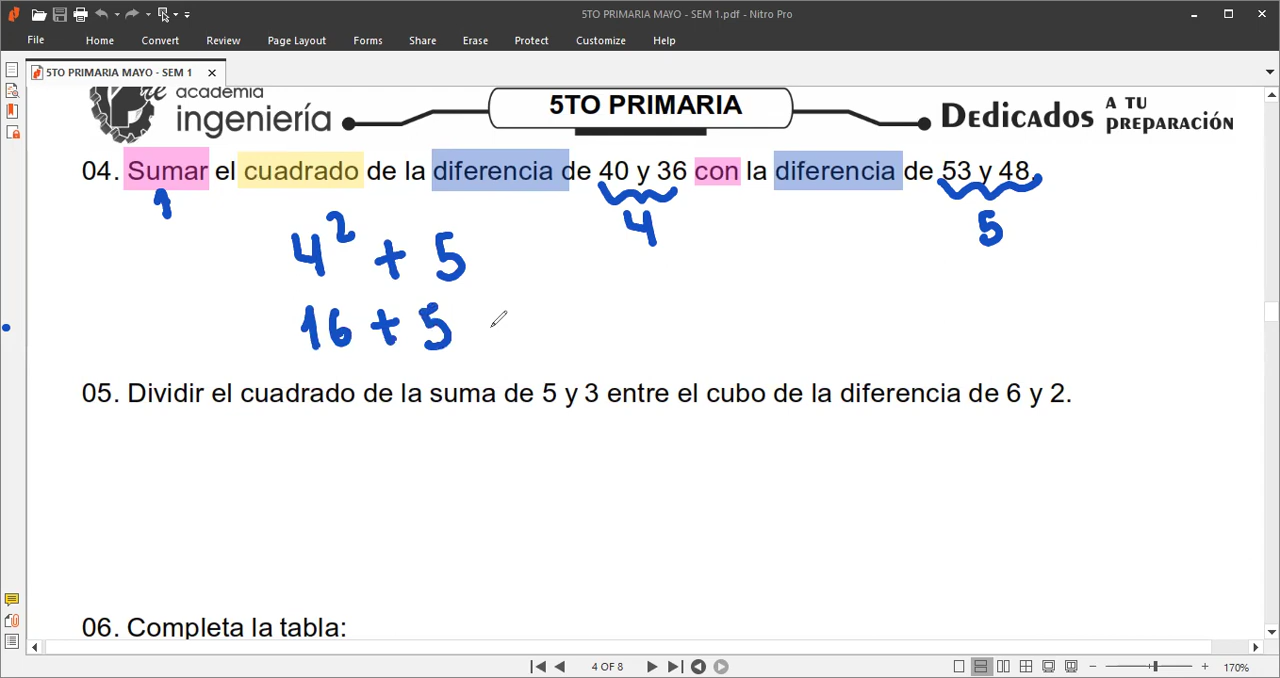 5TO PRIMARIA MAYO - SEM 1.pdf - Nitro Pro
File Home Convert Review Page Layout Forms Share Erase Protect Customize Help
5TO PRIMARIA MAYO - SEM 1
Pre academia ingeniería
5TO PRIMARIA
DEDICADOS A TU PREPARACIÓN
04. Sumar el cuadrado de la diferencia de 40 y 36 con la diferencia de 53 y 48.
4 5
4² + 5
16 + 5
05. Dividir el cuadrado de la suma de 5 y 3 entre el cubo de la diferencia de 6 y 2.
06. Completa la tabla:
4 OF 8
170%